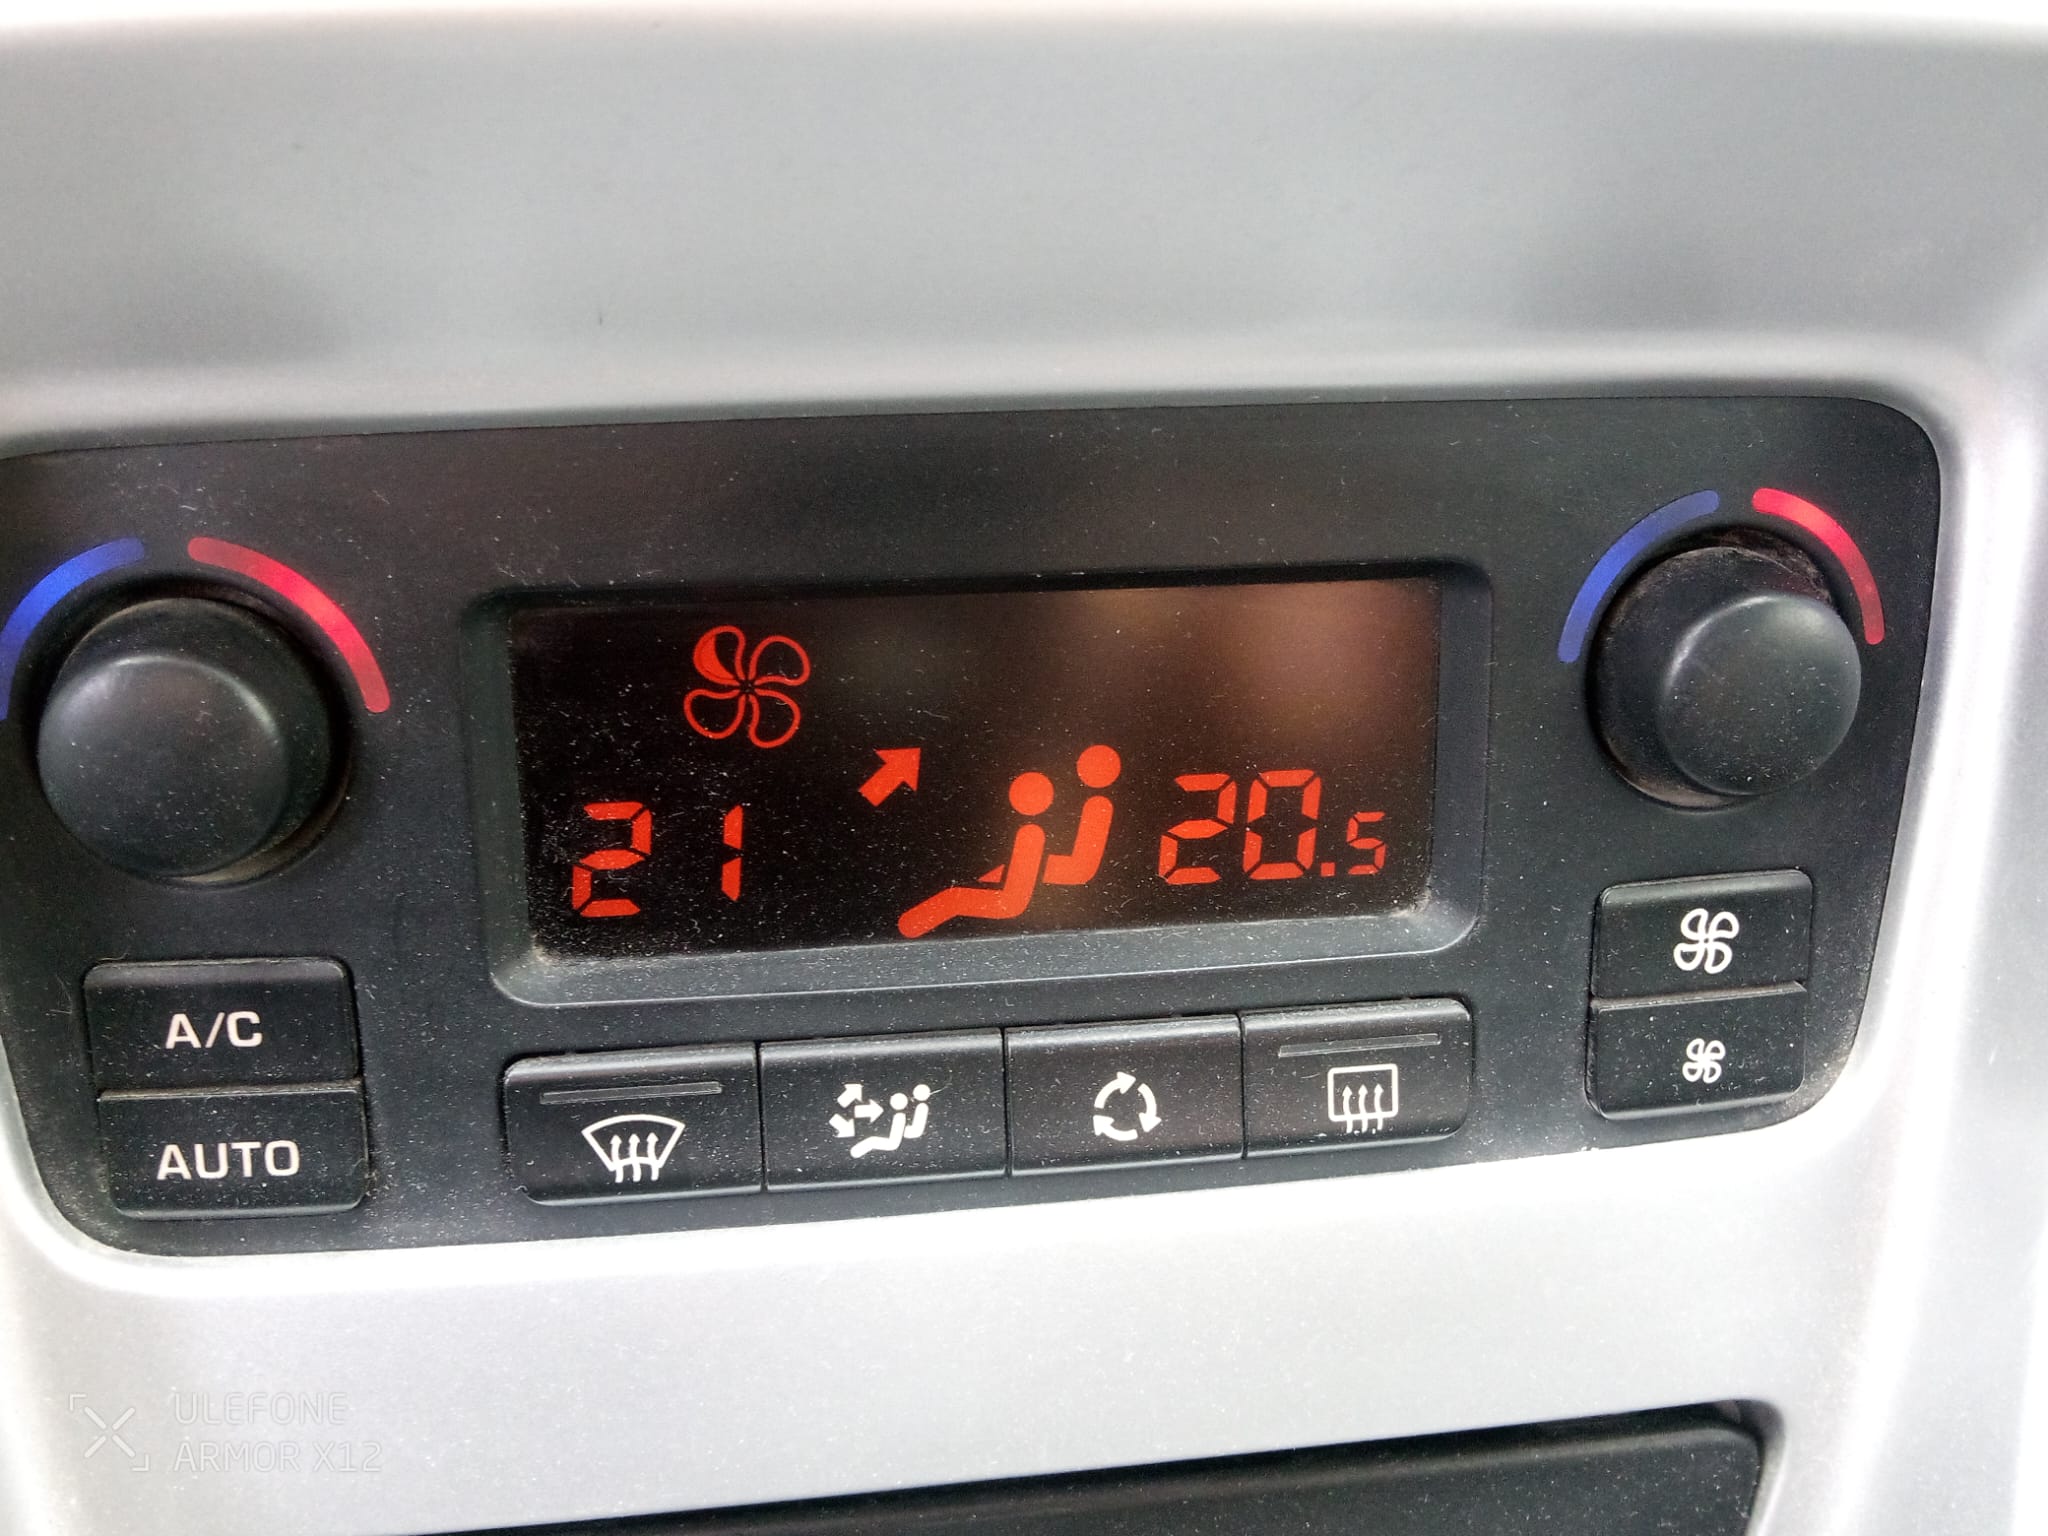 21 20.5
A/C
AUTO
ULEFONE
ARMOR X12